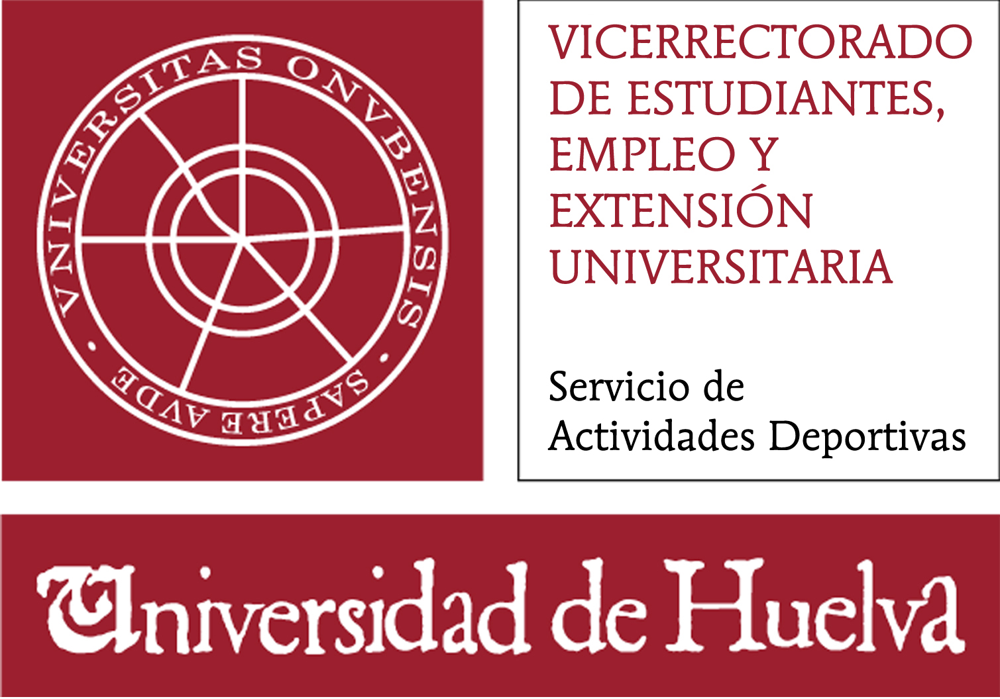 VNIVERSITAS ONVBENSIS · SAPERE AVDE ·
VICERRECTORADO
DE ESTUDIANTES,
EMPLEO Y
EXTENSIÓN
UNIVERSITARIA
Servicio de
Actividades Deportivas
Universidad de Huelva